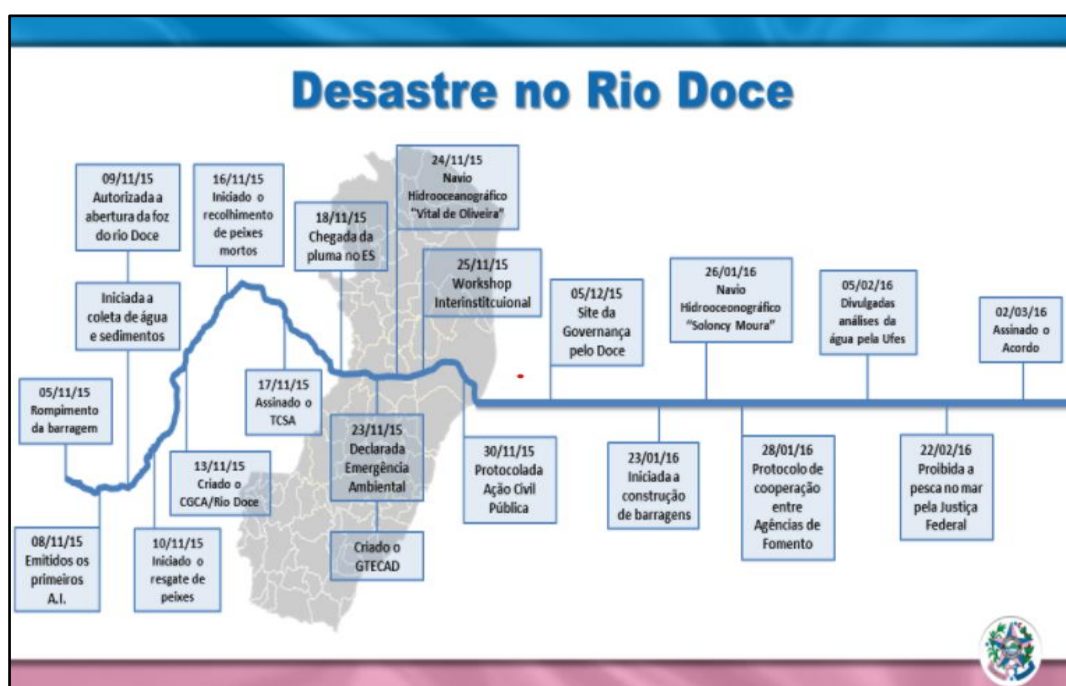 Desastre no Rio Doce
09/11/15
Autorizada a
abertura da foz
do rio Doce
Iniciada a
coleta de água
e sedimentos
05/11/15
Rompimento
da barragem
08/11/15
Emitidos os
primeiros
A.I.
10/11/15
Iniciado o
resgate de
peixes
13/11/15
Criado o
CGCA/Rio Doce
16/11/15
Iniciado o
recolhimento
de peixes
mortos
17/11/15
Assinado o
TCSA
18/11/15
Chegada da
pluma no ES
23/11/15
Declarada
Emergência
Ambiental
Criado o
GTECAD
24/11/15
Navio
Hidrooceanográfico
"Vital de Oliveira"
25/11/15
Workshop
Interinstituicional
30/11/15
Protocolada
Ação Civil
Pública
05/12/15
Site da
Governança
pelo Doce
23/01/16
Iniciada a
construção
de barragens
26/01/16
Navio
Hidrooceonográfico
"Soloncy Moura"
28/01/16
Protocolo de
cooperação
entre
Agências de
Fomento
05/02/16
Divulgadas
análises da
água pela Ufes
22/02/16
Proibida a
pesca no mar
pela Justiça
Federal
02/03/16
Assinado o
Acordo